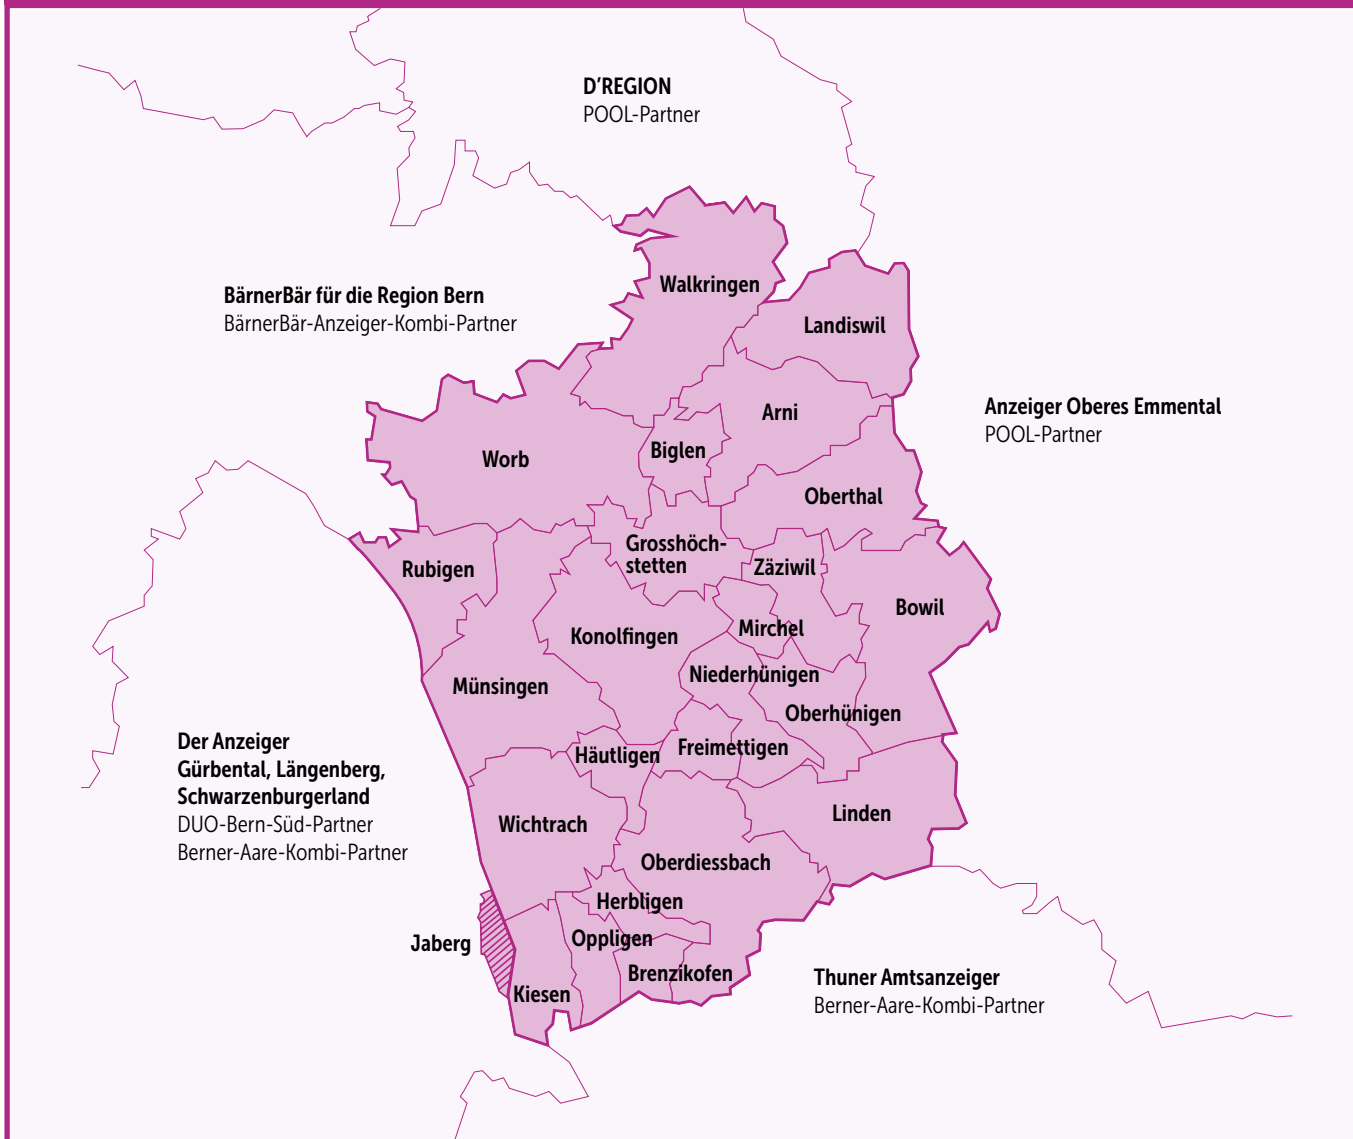 D'REGION
POOL-Partner
Walkringen
BärnerBär für die Region Bern
BärnerBär-Anzeiger-Kombi-Partner
Landiswil
Anzeiger Oberes Emmental
POOL-Partner
Arni
Biglen
Worb
Oberthal
Grosshöch-
stetten
Zäziwil
Rubigen
Bowil
Mirchel
Konolfingen
Niederhünigen
Münsingen
Oberhünigen
Freimettigen
Häutligen
Der Anzeiger
Gürbental, Längenberg,
Schwarzenburgerland
DUO-Bern-Süd-Partner
Berner-Aare-Kombi-Partner
Linden
Wichtrach
Oberdiessbach
Herbligen
Oppligen
Jaberg
Brenzikofen
Kiesen
Thuner Amtsanzeiger
Berner-Aare-Kombi-Partner